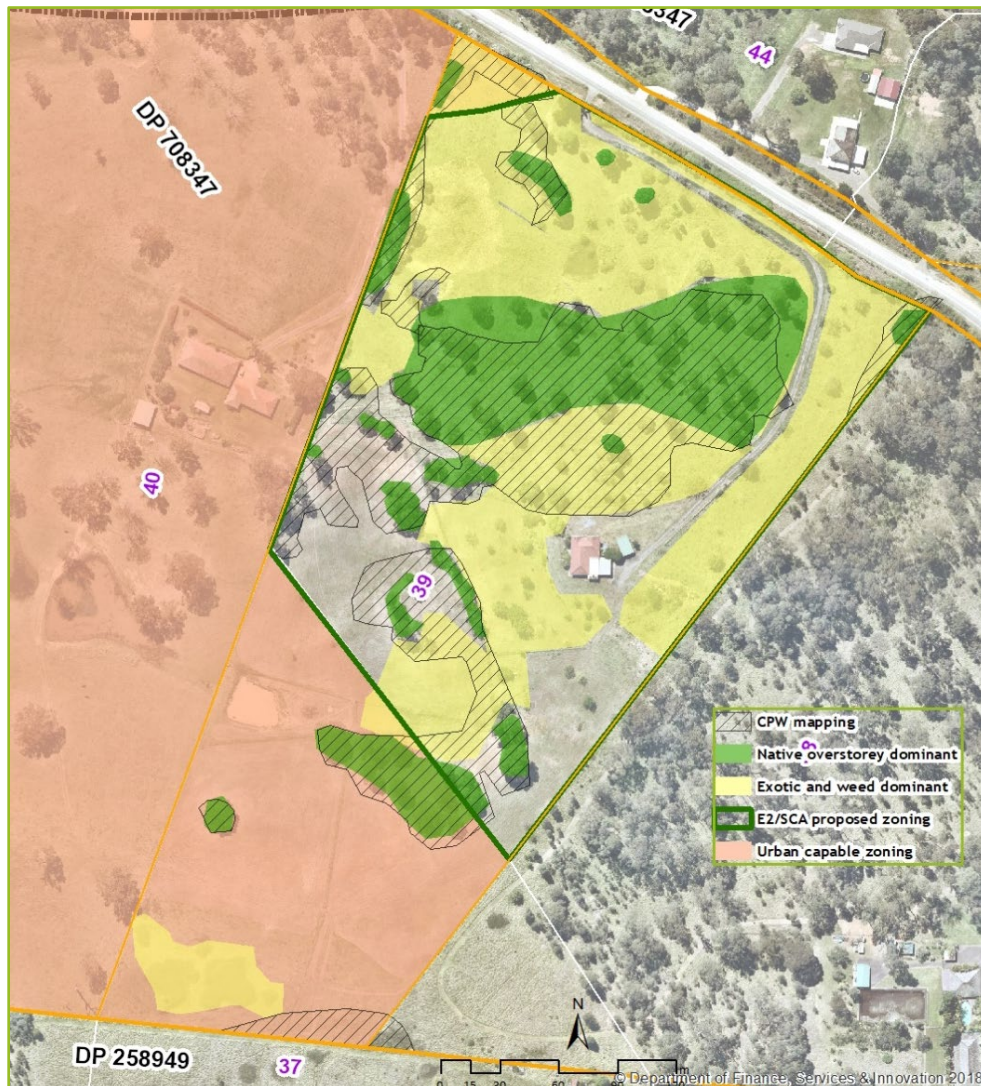 8347
44
DP 708347
40
39
CPW mapping
Native overstorey dominant
Exotic and weed dominant
E2/SCA proposed zoning
Urban capable zoning
N
DP 258949
37
0 15 30 60
© Department of Finance, Services & Innovation 2018